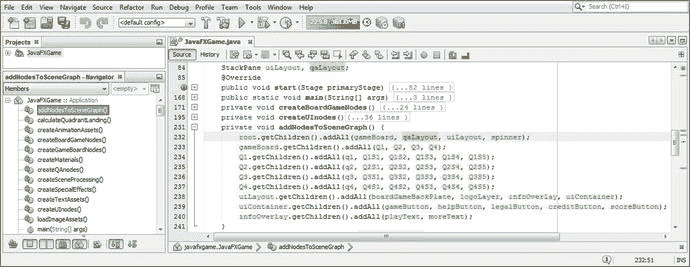 File Edit View Navigate Source Refactor Run Debug Profile Team Tools Window Help
Search (Ctrl+I)
<default config>
Projects
JavaFXGame
addNodesToSceneGraph - Navigator
Members
<empty>
JavaFXGame :: Application
addNodesToSceneGraph()
calculateQuadrantLanding()
createAnimationAssets()
createBoardGameNodes()
createGameBoardNodes()
createMaterials()
createQAnodes()
createSceneProcessing()
createSpecialEffects()
createTextAssets()
createUInodes()
loadImageAssets()
main(String[] args)
JavaFXGame.java
Source History
84 StackPane uiLayout, qaLayout;
85 @Override
public void start(Stage primaryStage) {...82 lines }
168 public static void main(String[] args) {...3 lines }
171 private void createBoardGameNodes() {...24 lines }
195 private void createUInodes() {...36 lines }
231 private void addNodesToSceneGraph() {
232 root.getChildren().addAll(gameBoard, qaLayout, uiLayout, spinner);
233 gameBoard.getChildren().addAll(Q1, Q2, Q3, Q4);
234 Q1.getChildren().addAll(q1, Q1S1, Q1S2, Q1S3, Q1S4, Q1S5);
235 Q2.getChildren().addAll(q2, Q2S1, Q2S2, Q2S3, Q2S4, Q2S5);
236 Q3.getChildren().addAll(q3, Q3S1, Q3S2, Q3S3, Q3S4, Q3S5);
237 Q4.getChildren().addAll(q4, Q4S1, Q4S2, Q4S3, Q4S4, Q4S5);
238 uiLayout.getChildren().addAll(boardGameBackPlate, logoLayer, infoOverlay, uiContainer);
239 uiContainer.getChildren().addAll(gameButton, helpButton, legalButton, creditButton, scoreButton);
240 infoOverlay.getChildren().addAll(playText, moreText);
241 }
javafxgame.JavaFXGame
addNodesToSceneGraph
232:51
INS